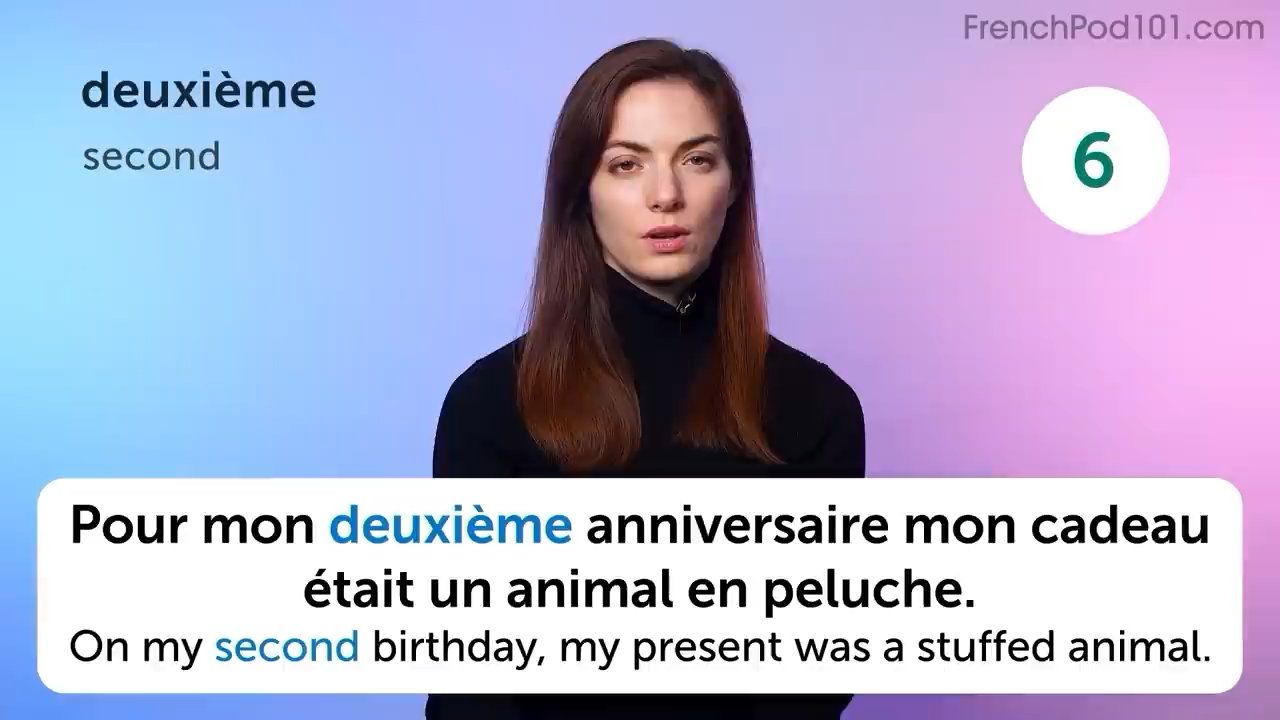 FrenchPod101.com
deuxième
second
6
Pour mon deuxième anniversaire mon cadeau
était un animal en peluche.
On my second birthday, my present was a stuffed animal.